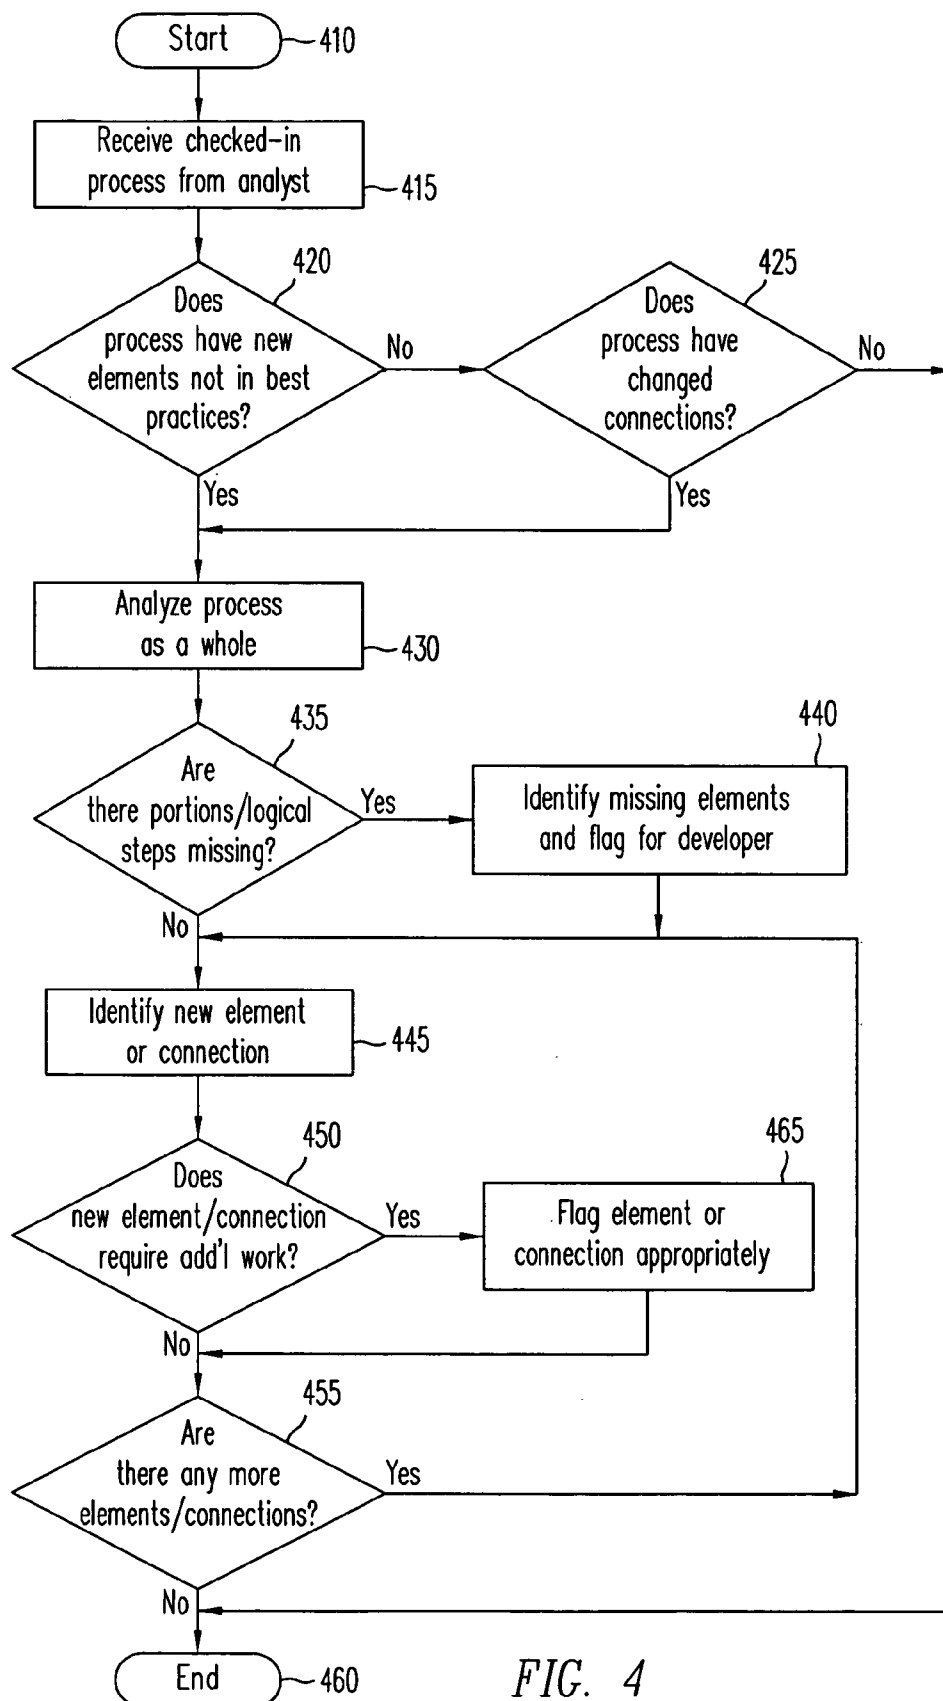 Start
410
Receive checked-in
process from analyst
415
420
Does
process have new
elements not in best
practices?
No
Yes
425
Does
process have
changed
connections?
No
Yes
Analyze process
as a whole
430
435
Are
there portions/logical
steps missing?
Yes
No
440
Identify missing elements
and flag for developer
Identify new element
or connection
445
450
Does
new element/connection
require add'l work?
Yes
No
465
Flag element or
connection appropriately
455
Are
there any more
elements/connections?
Yes
No
End
460
FIG. 4